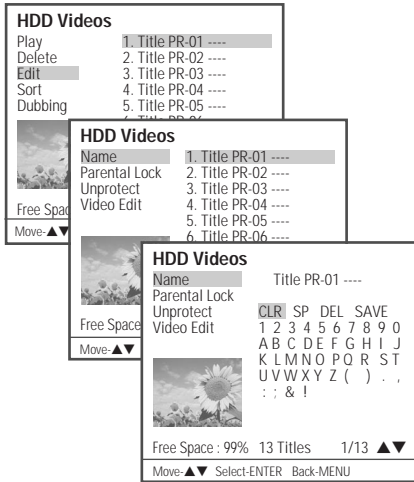 HDD Videos
Play 1. Title PR-01 ----
Delete 2. Title PR-02 ----
Edit 3. Title PR-03 ----
Sort 4. Title PR-04 ----
Dubbing 5. Title PR-05 ----
6. Title PR-06 ----
Free Spac
Move-▲▼
HDD Videos
Name 1. Title PR-01 ----
Parental Lock 2. Title PR-02 ----
Unprotect 3. Title PR-03 ----
Video Edit 4. Title PR-04 ----
5. Title PR-05 ----
6. Title PR-06 ----
Free Space
Move-▲▼
HDD Videos
Name Title PR-01 ----
Parental Lock
Unprotect CLR SP DEL SAVE
Video Edit 1 2 3 4 5 6 7 8 9 0
A B C D E F G H I J
K L M N O P Q R S T
U V W X Y Z ( ) . ,
: ; & !
Free Space : 99% 13 Titles 1/13 ▲▼
Move-▲▼ Select-ENTER Back-MENU